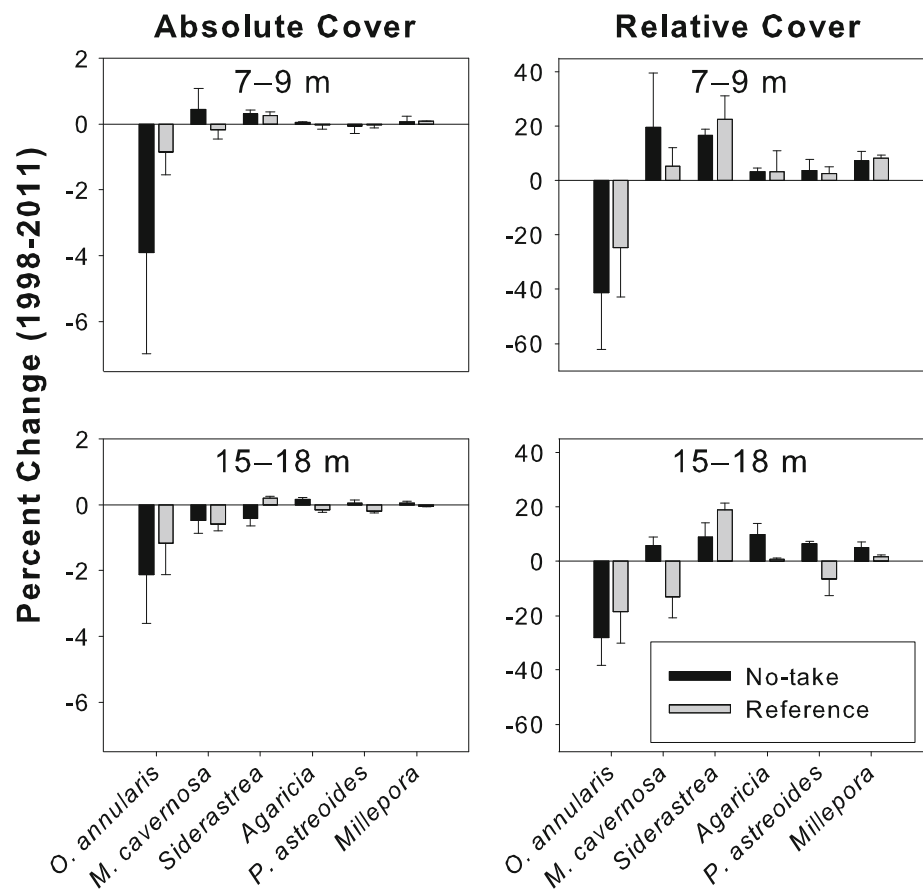 Absolute Cover
Relative Cover
Percent Change (1998-2011)
7–9 m
2
0
-2
-4
-6
7–9 m
40
20
0
-20
-40
-60
15–18 m
2
0
-2
-4
-6
15–18 m
40
20
0
-20
-40
-60
No-take
Reference
O. annularis
M. cavernosa
Siderastrea
Agaricia
P. astreoides
Millepora
O. annularis
M. cavernosa
Siderastrea
Agaricia
P. astreoides
Millepora